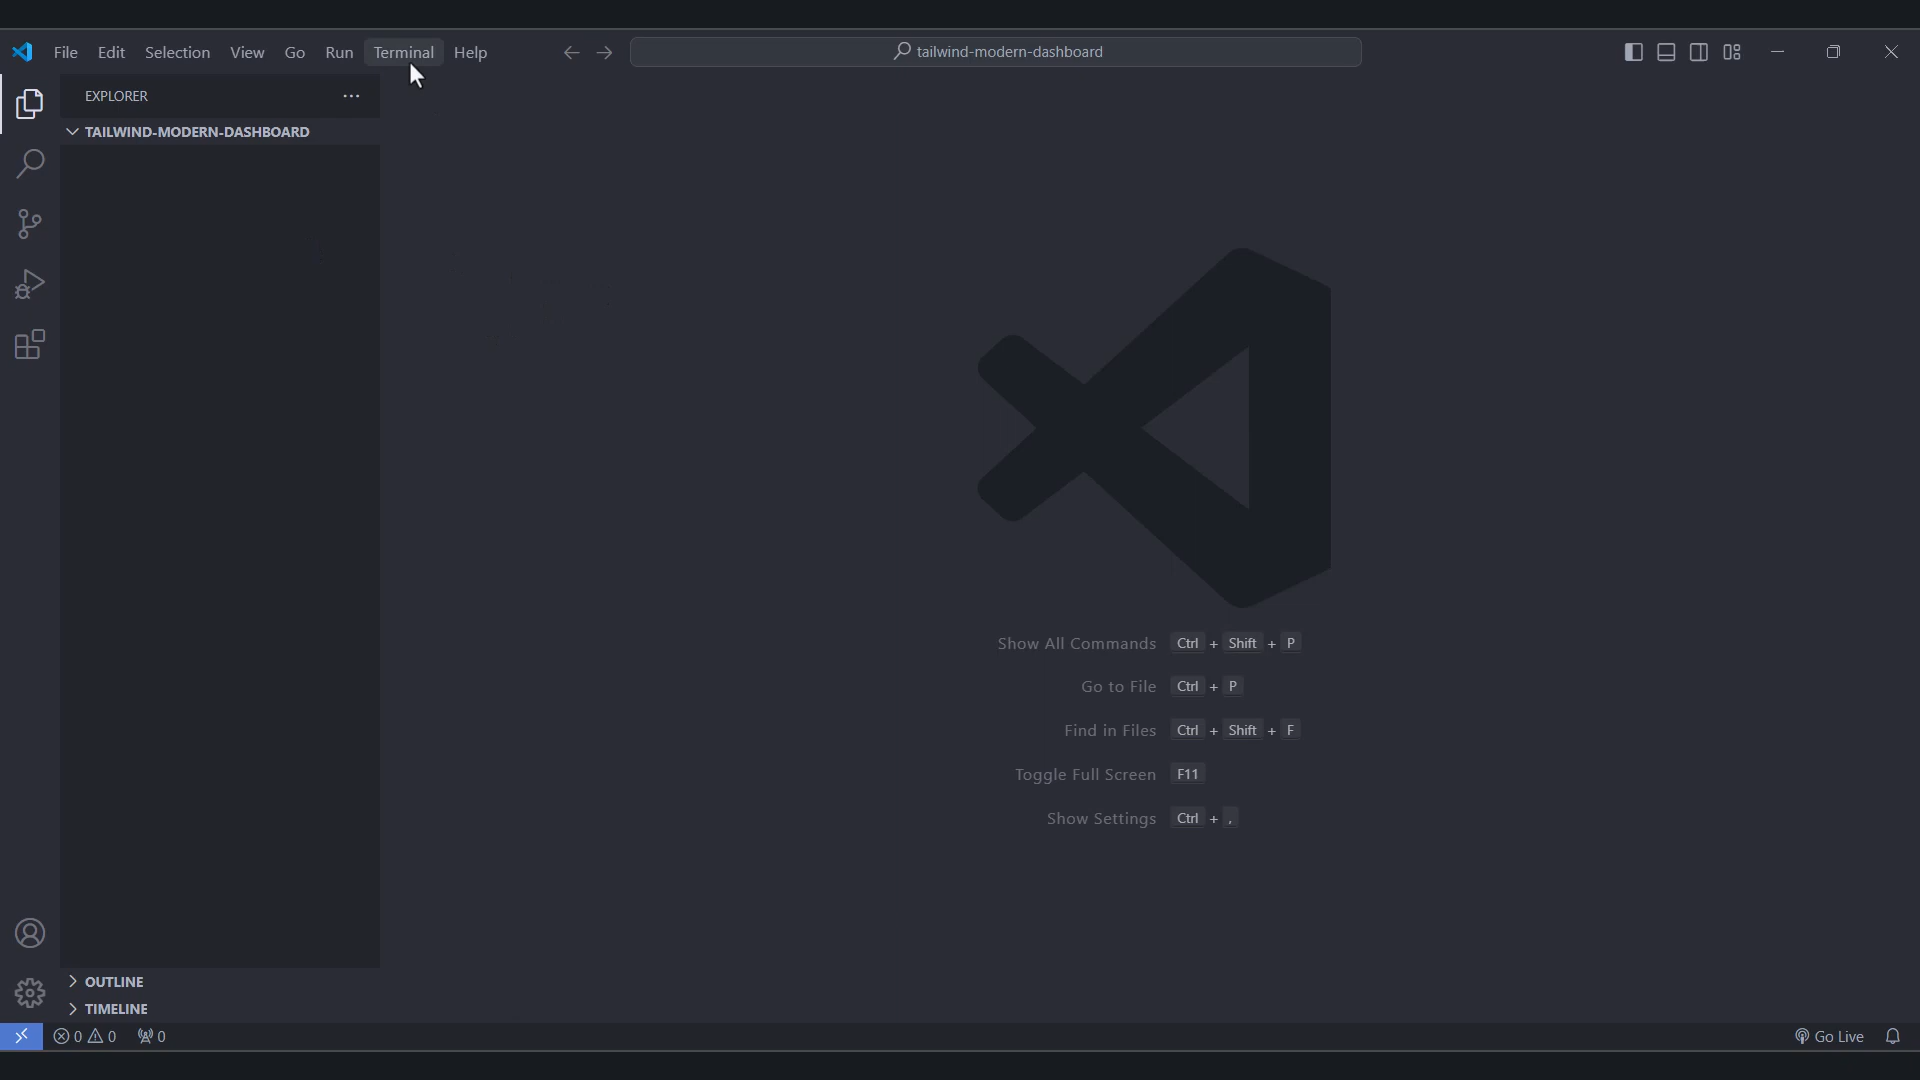 File Edit Selection View Go Run Terminal Help
tailwind-modern-dashboard
EXPLORER
TAILWIND-MODERN-DASHBOARD
Show All Commands Ctrl + Shift + P
Go to File Ctrl + P
Find in Files Ctrl + Shift + F
Toggle Full Screen F11
Show Settings Ctrl + ,
OUTLINE
TIMELINE
0 0 0
Go Live